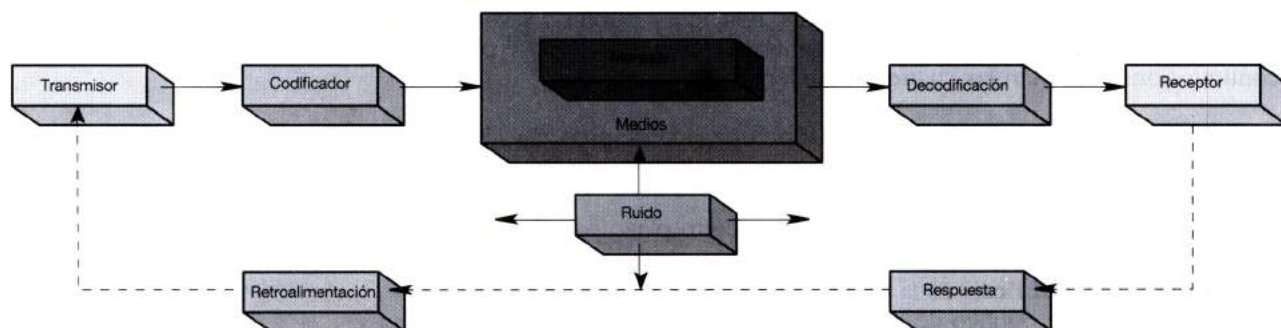 Transmisor
Codificador
Medios
Decodificación
Receptor
Ruido
Retroalimentación
Respuesta